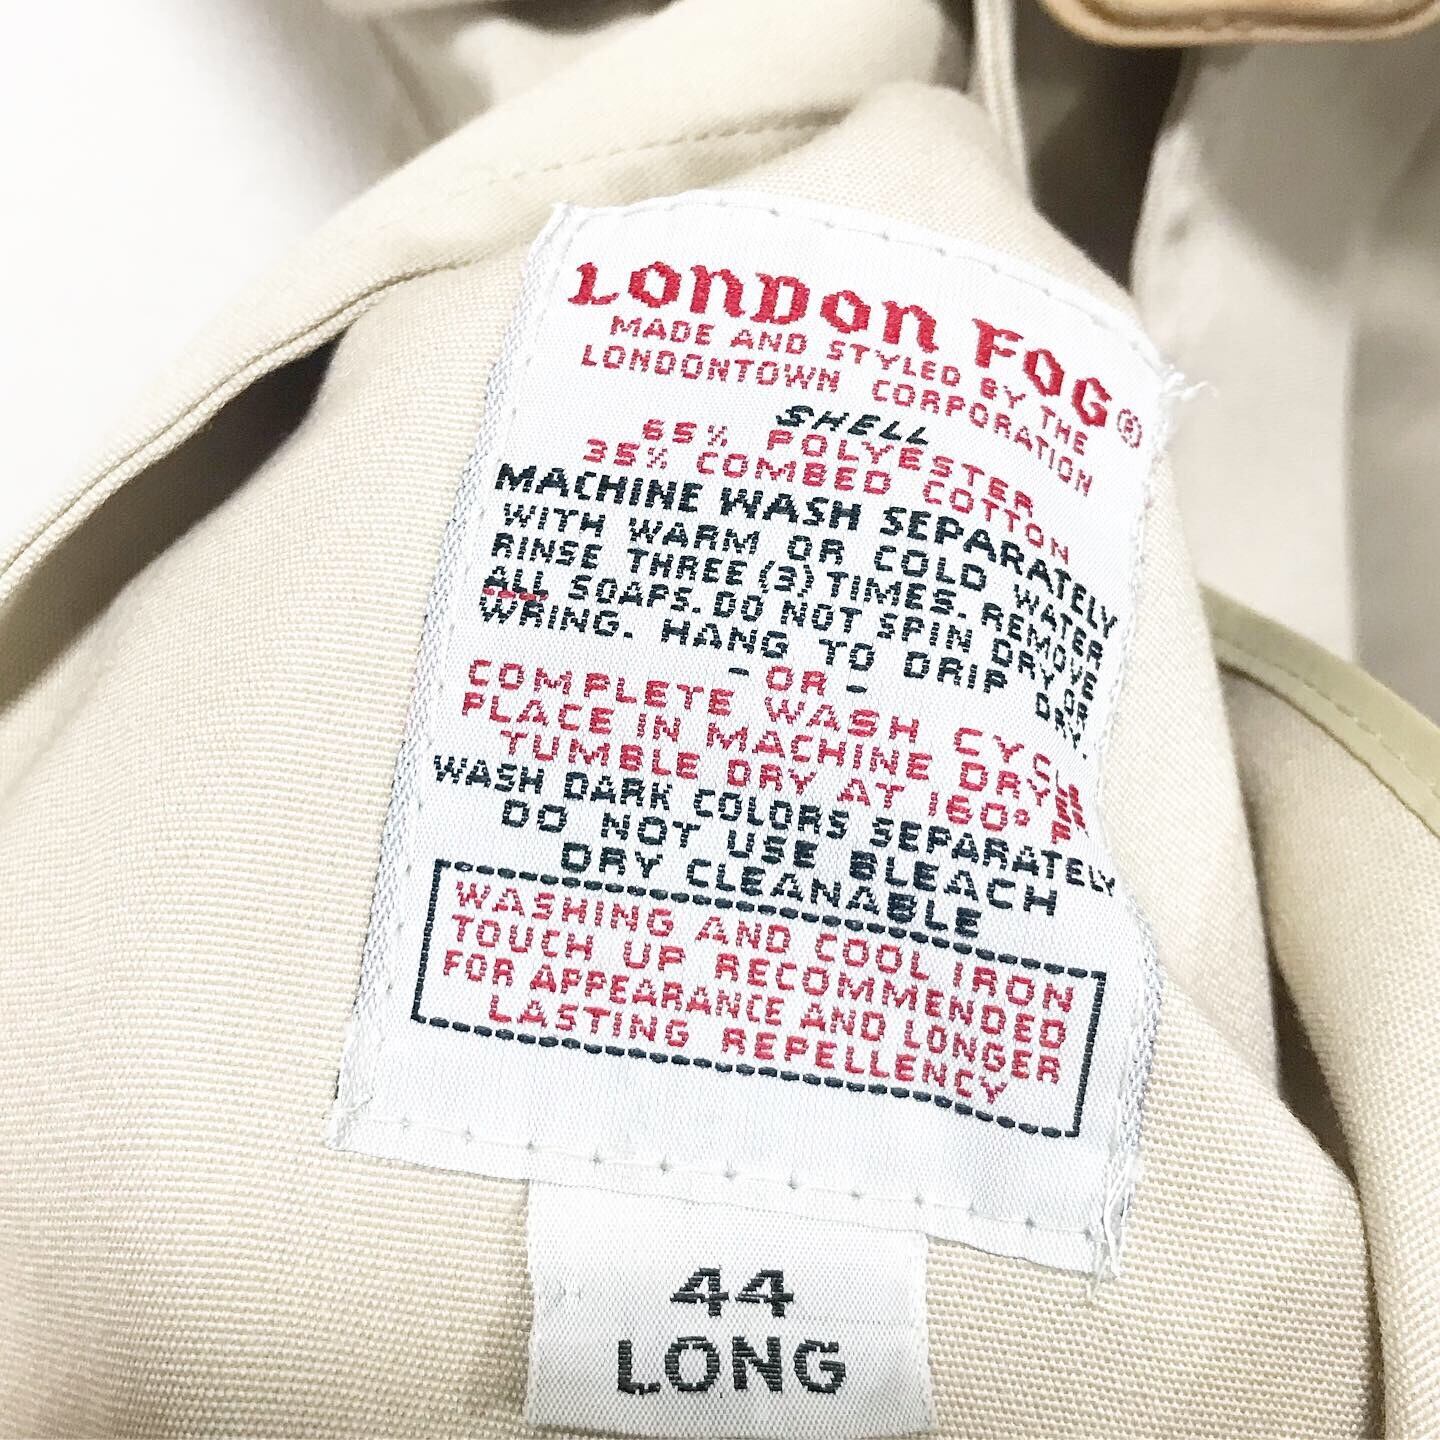 LONDON FOG®
MADE AND STYLED BY THE
LONDONTOWN CORPORATION
SHELL
65% POLYESTER
35% COMBED COTTON
MACHINE WASH SEPARATELY
WITH WARM OR COLD WATER
RINSE THREE (3) TIMES. REMOVE
ALL SOAPS. DO NOT SPIN DRY OR
WRING. HANG TO DRIP DRY.
- OR -
COMPLETE WASH CYCLE
PLACE IN MACHINE DRYER
TUMBLE DRY AT 160° F
WASH DARK COLORS SEPARATELY
DO NOT USE BLEACH
DRY CLEANABLE
WASHING AND COOL IRON
TOUCH UP RECOMMENDED
FOR APPEARANCE AND LONGER
LASTING REPELLENCY
44
LONG